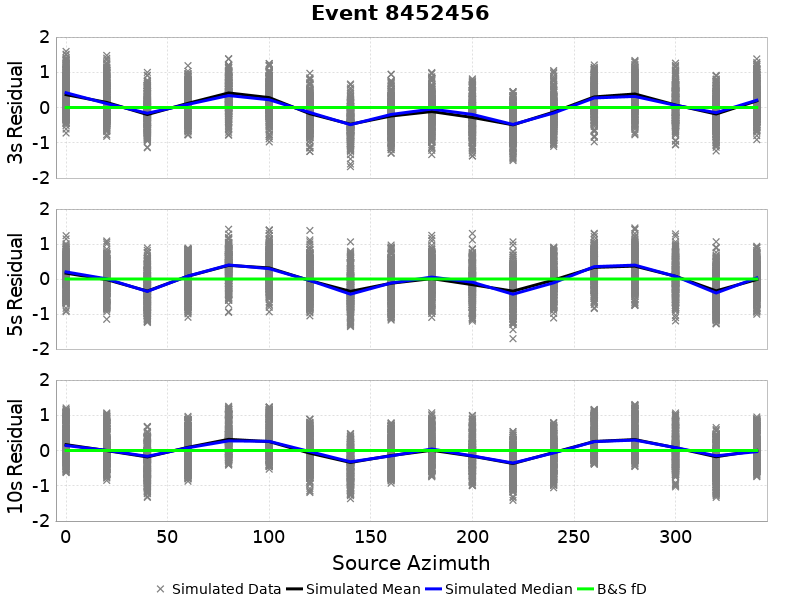 Event 8452456
3s Residual
2
1
0
-1
-2
5s Residual
2
1
0
-1
-2
10s Residual
2
1
0
-1
-2
0 50 100 150 200 250 300
Source Azimuth
Simulated Data Simulated Mean Simulated Median B&S fD